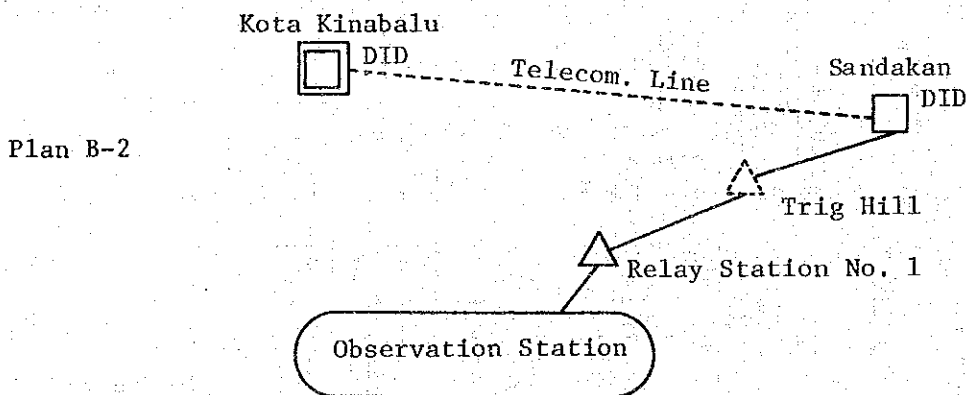 Kota Kinabalu
DID
Telecom. Line
Sandakan
DID
Plan B-2
Trig Hill
Relay Station No. 1
Observation Station